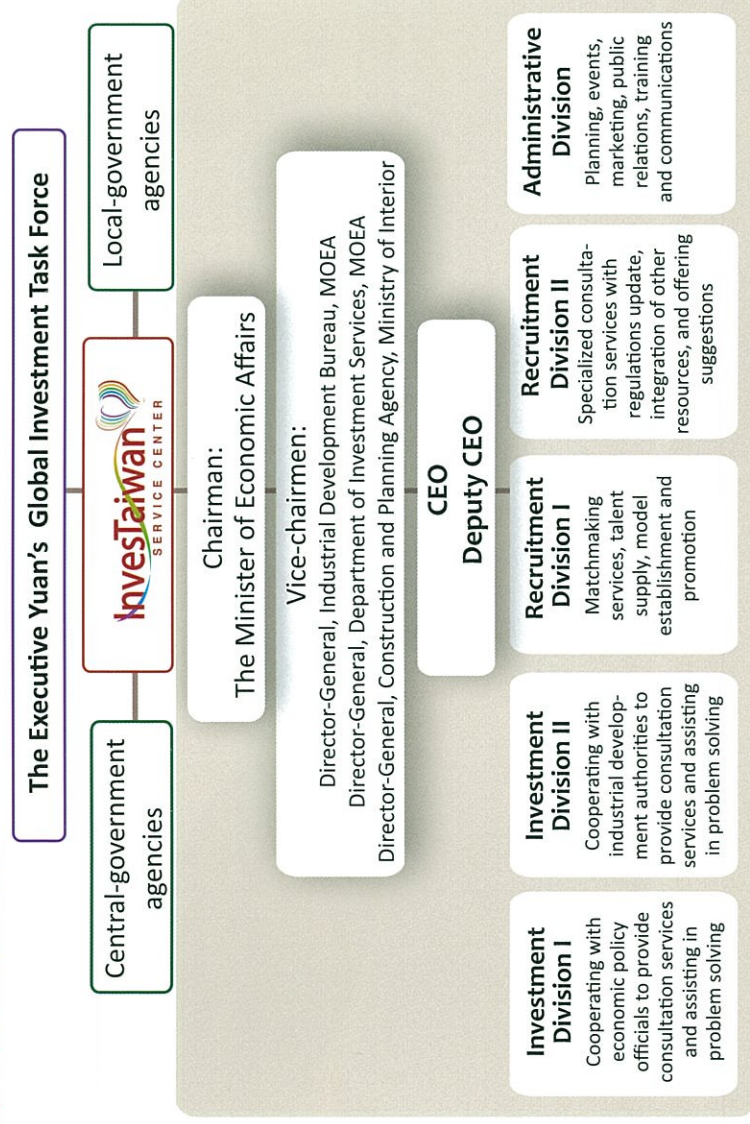 The Executive Yuan's Global Investment Task Force
Central-government
agencies
InvesTaiwan
SERVICE CENTER
Local-government
agencies
Chairman:
The Minister of Economic Affairs
Vice-chairmen:
Director-General, Industrial Development Bureau, MOEA
Director-General, Department of Investment Services, MOEA
Director-General, Construction and Planning Agency, Ministry of Interior
CEO
Deputy CEO
Investment
Division I
Cooperating with
economic policy
officials to provide
consultation services
and assisting in
problem solving
Investment
Division II
Cooperating with
industrial develop-
ment authorities to
provide consultation
services and assisting
in problem solving
Recruitment
Division I
Matchmaking
services, talent
supply, model
establishment and
promotion
Recruitment
Division II
Specialized consulta-
tion services with
regulations update,
integration of other
resources, and offering
suggestions
Administrative
Division
Planning, events,
marketing, public
relations, training
and communications